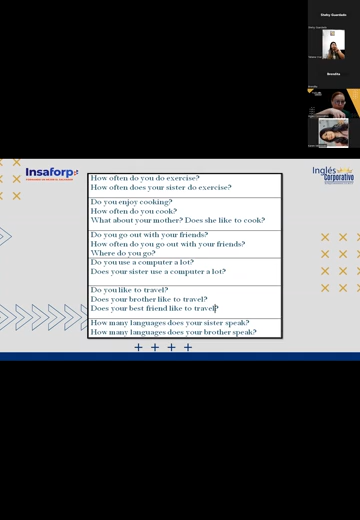 Insaforp
Inglés
Corporativo
How often do you do exercise?
How often does your sister do exercise?
Do you enjoy cooking?
How often do you cook?
What about your mother? Does she like to cook?
Do you go out with your friends?
How often do you go out with your friends?
Where do you go?
Do you use a computer a lot?
Does your sister use a computer a lot?
Do you like to travel?
Does your brother like to travel?
Does your best friend like to travel?
How many languages does your sister speak?
How many languages does your brother speak?